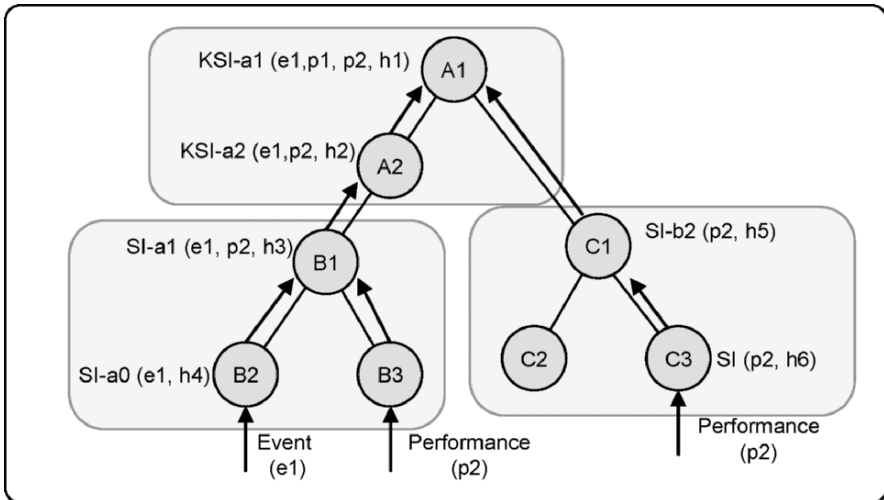 KSI-a1 (e1,p1, p2, h1)
A1
KSI-a2 (e1,p2, h2)
A2
SI-a1 (e1, p2, h3)
B1
C1
SI-b2 (p2, h5)
SI-a0 (e1, h4)
B2
B3
C2
C3
SI (p2, h6)
Event
(e1)
Performance
(p2)
Performance
(p2)